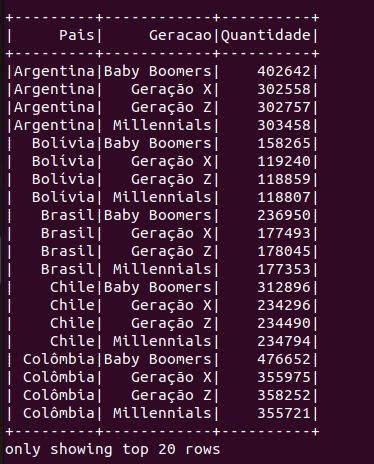 +---------+------------+----------+
|     Pais|     Geracao|Quantidade|
+---------+------------+----------+
|Argentina|Baby Boomers|    402642|
|Argentina|   Geração X|    302558|
|Argentina|   Geração Z|    302757|
|Argentina| Millennials|    303458|
|  Bolívia|Baby Boomers|    158265|
|  Bolívia|   Geração X|    119240|
|  Bolívia|   Geração Z|    118859|
|  Bolívia| Millennials|    118807|
|   Brasil|Baby Boomers|    236950|
|   Brasil|   Geração X|    177493|
|   Brasil|   Geração Z|    178045|
|   Brasil| Millennials|    177353|
|    Chile|Baby Boomers|    312896|
|    Chile|   Geração X|    234296|
|    Chile|   Geração Z|    234490|
|    Chile| Millennials|    234794|
| Colômbia|Baby Boomers|    476652|
| Colômbia|   Geração X|    355975|
| Colômbia|   Geração Z|    358252|
| Colômbia| Millennials|    355721|
+---------+------------+----------+
only showing top 20 rows